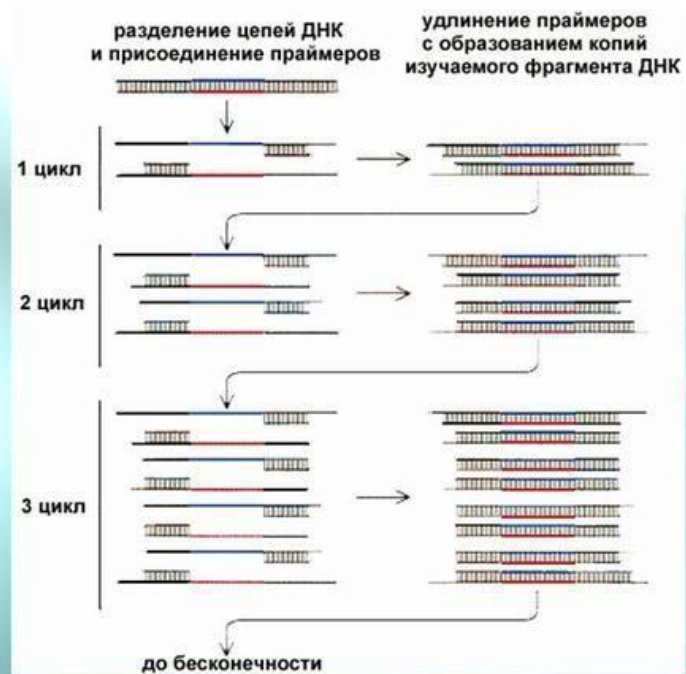 разделение цепей ДНК
и присоединение праймеров
удлинение праймеров
с образованием копий
изучаемого фрагмента ДНК
1 цикл
2 цикл
3 цикл
до бесконечности